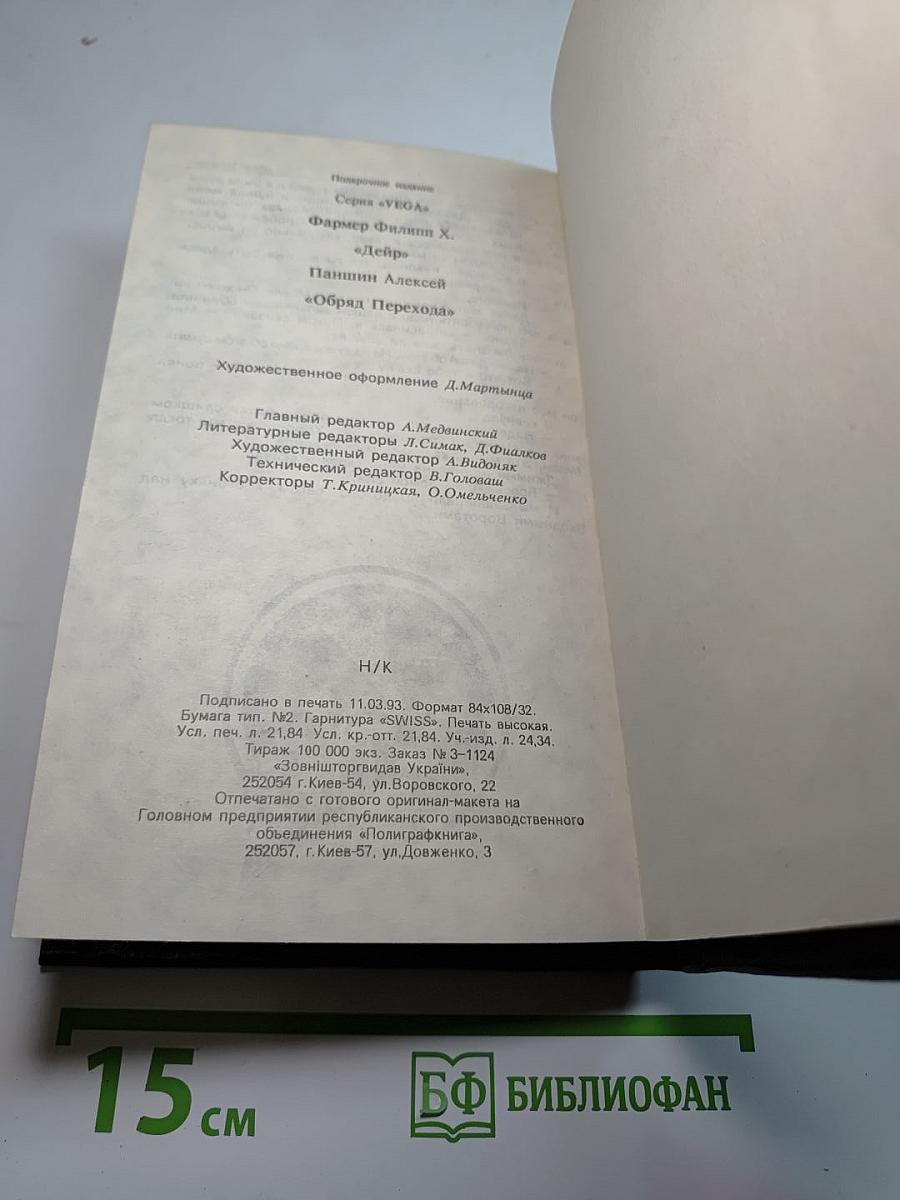 Подарочное издание
Серия «VEGA»
Фармер Филипп Х.
«Дейр»
Паншин Алексей
«Обряд Перехода»
Художественное оформление Д.Мартынца
Главный редактор А.Медвинский
Литературные редакторы Л.Симак, Д.Фиалков
Художественный редактор А.Видоняк
Технический редактор В.Головаш
Корректоры Т.Криницкая, О.Омельченко
Н/К
Подписано в печать 11.03.93. Формат 84х108/32.
Бумага тип. №2. Гарнитура «SWISS». Печать высокая.
Усл. печ. л. 21,84 Усл. кр.-отт. 21,84. Уч.-изд. л. 24,34.
Тираж 100 000 экз. Заказ № 3–1124
«Зовнішторгвидав України»,
252054 г.Киев-54, ул.Воровского, 22
Отпечатано с готового оригинал-макета на
Головном предприятии республиканского производственного
объединения «Полиграфкнига»,
252057, г.Киев-57, ул,Довженко, 3
15 см
БФ БИБЛИОФАН